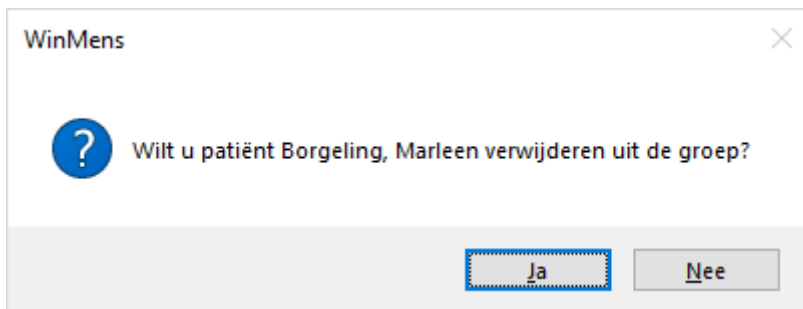 WinMens
Wilt u patiënt Borgeling, Marleen verwijderen uit de groep?
Ja
Nee